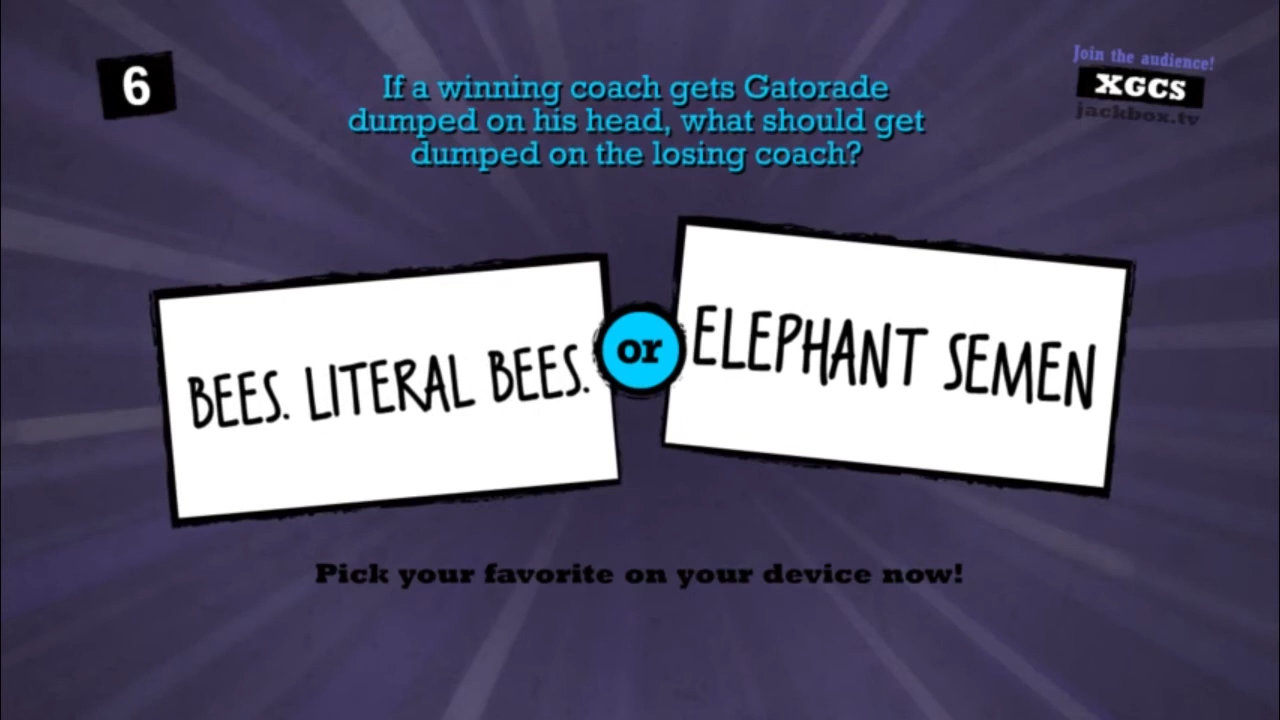 6
Join the audience!
XGCS
jackbox.tv
If a winning coach gets Gatorade
dumped on his head, what should get
dumped on the losing coach?
BEES. LITERAL BEES.
or
ELEPHANT SEMEN
Pick your favorite on your device now!